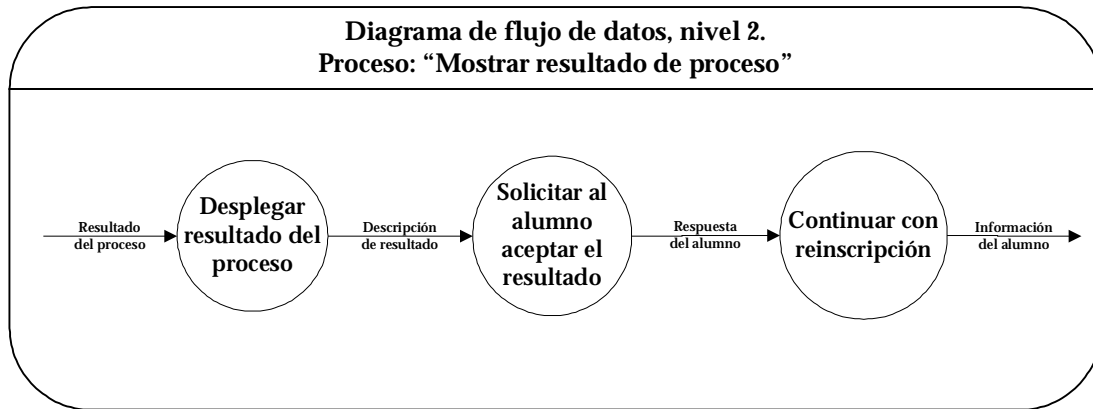 Diagrama de flujo de datos, nivel 2.
Proceso: “Mostrar resultado de proceso”
Resultado
del proceso
Desplegar
resultado del
proceso
Descripción
de resultado
Solicitar al
alumno
aceptar el
resultado
Respuesta
del alumno
Continuar con
reinscripción
Información
del alumno